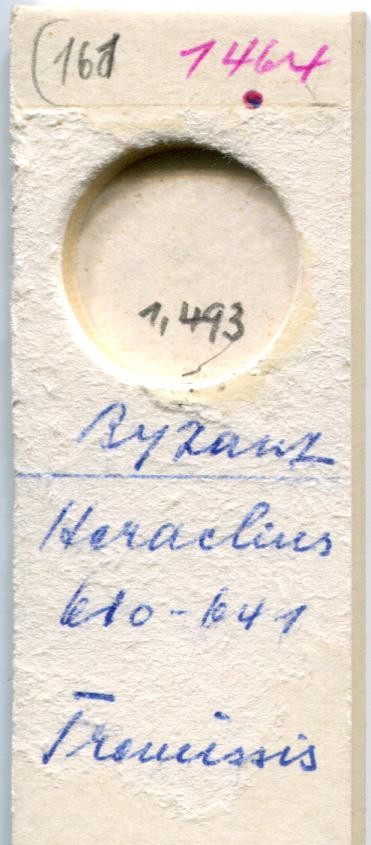 (161 1464
1,493
Byzanz
Heraclius
610-641
Tremissis